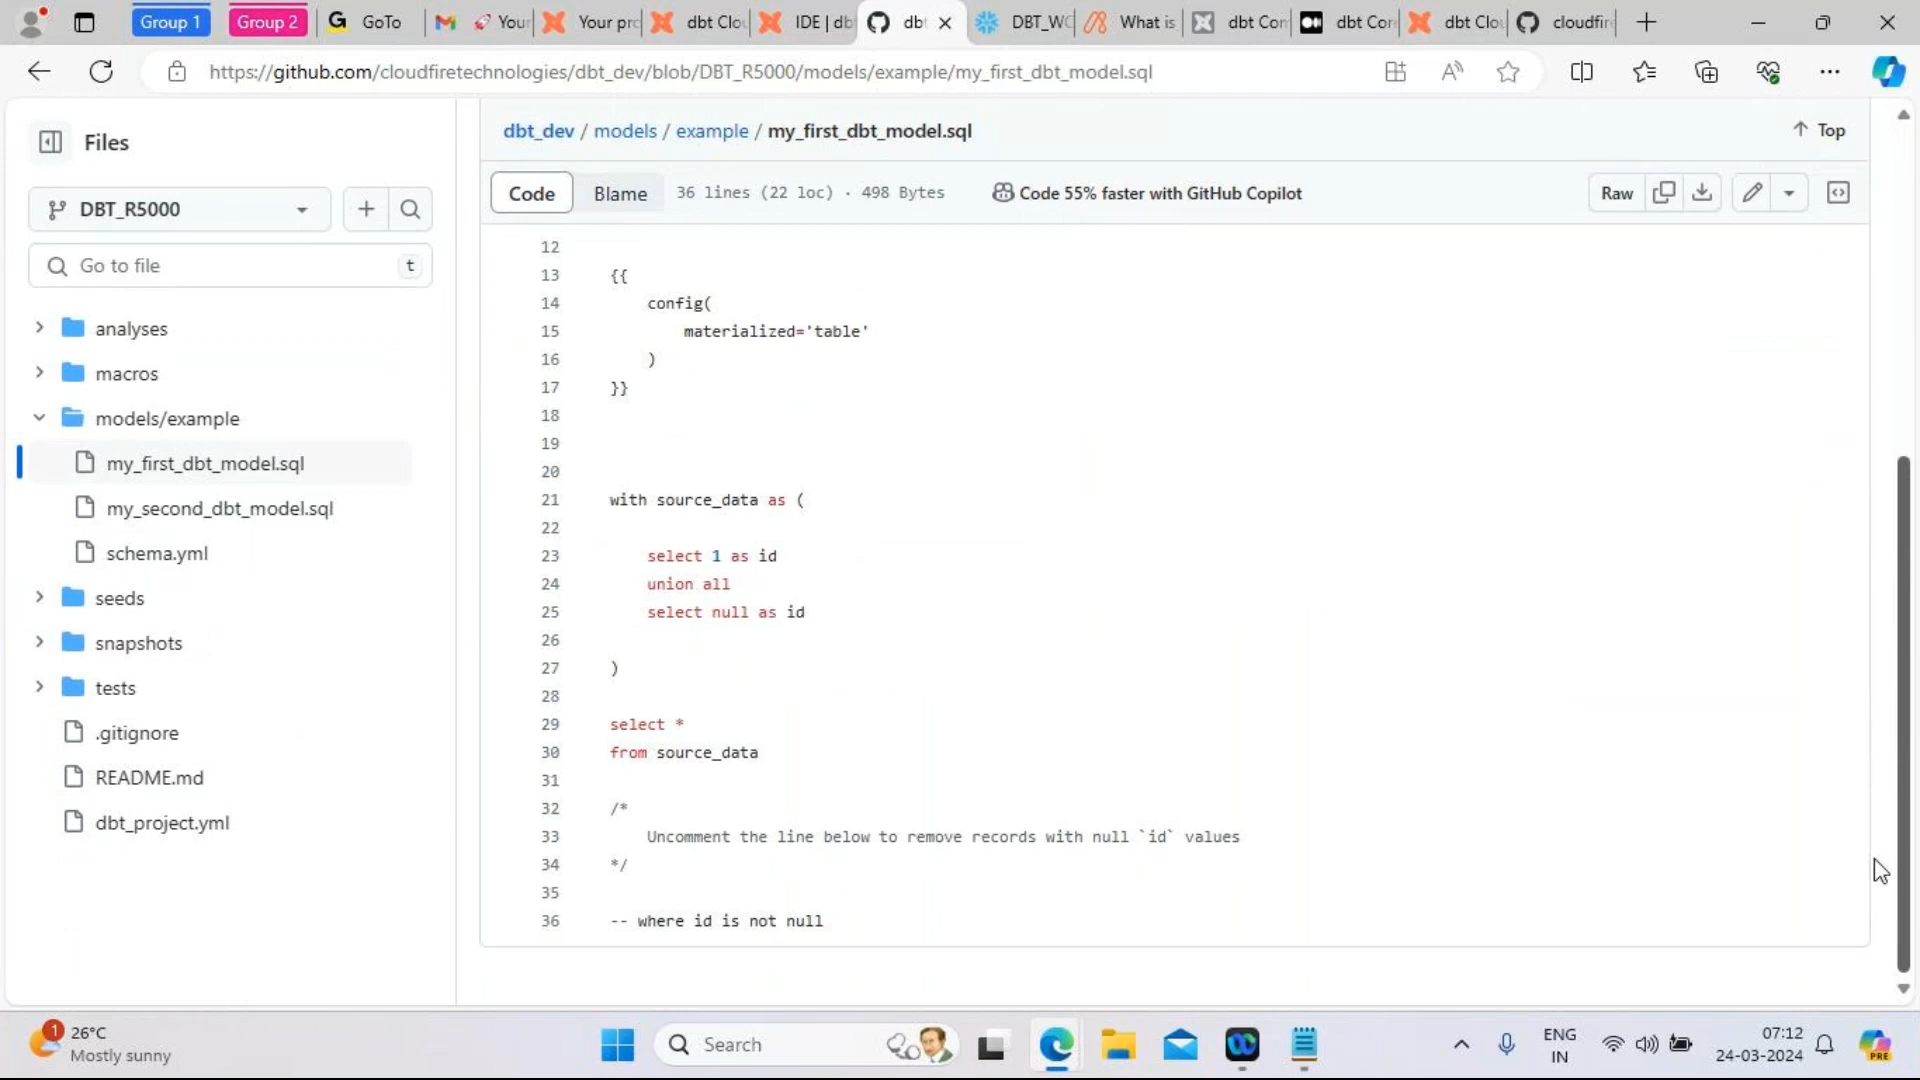 Group 1
Group 2
GoTo
Your
Your pr
dbt Clou
IDE | db
dbt
DBT_WC
What is
dbt Con
dbt Cor
dbt Clou
cloudfire
https://github.com/cloudfiretechnologies/dbt_dev/blob/DBT_R5000/models/example/my_first_dbt_model.sql
Files
DBT_R5000
Go to file
t
analyses
macros
models/example
my_first_dbt_model.sql
my_second_dbt_model.sql
schema.yml
seeds
snapshots
tests
.gitignore
README.md
dbt_project.yml
dbt_dev / models / example / my_first_dbt_model.sql
Top
Code
Blame
36 lines (22 loc) · 498 Bytes
Code 55% faster with GitHub Copilot
Raw
12
13 {{
14 config(
15 materialized='table'
16 )
17 }}
18
19
20
21 with source_data as (
22
23 select 1 as id
24 union all
25 select null as id
26
27 )
28
29 select *
30 from source_data
31
32 /*
33 Uncomment the line below to remove records with null `id` values
34 */
35
36 -- where id is not null
1
26°C
Mostly sunny
Search
ENG
IN
07:12
24-03-2024
PRE